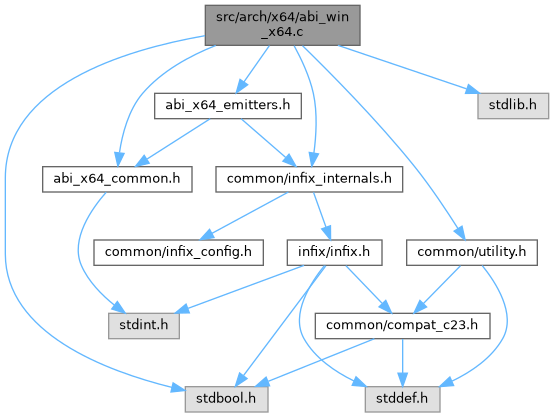 src/arch/x64/abi_win
_x64.c
abi_x64_emitters.h
stdlib.h
abi_x64_common.h
common/infix_internals.h
common/infix_config.h
infix/infix.h
common/utility.h
stdint.h
common/compat_c23.h
stdbool.h
stddef.h